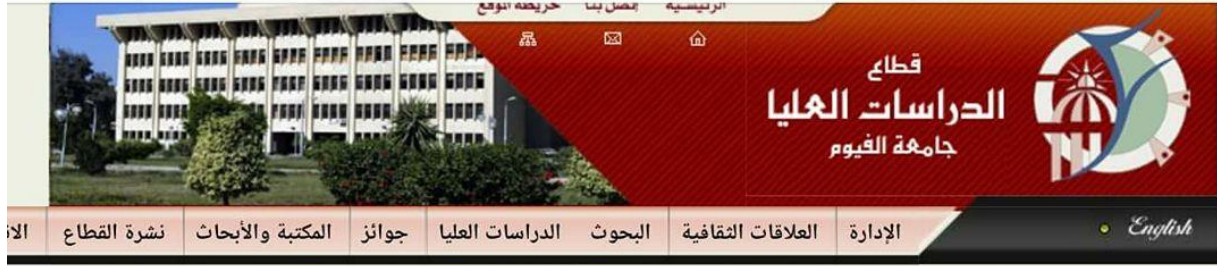 الرئيسية إتصل بنا خريطة الموقع
قطاع
الدراسات العليا
جامعة الفيوم
English
الإدارة العلاقات الثقافية البحوث الدراسات العليا جوائز المكتبة والأبحاث نشرة القطاع